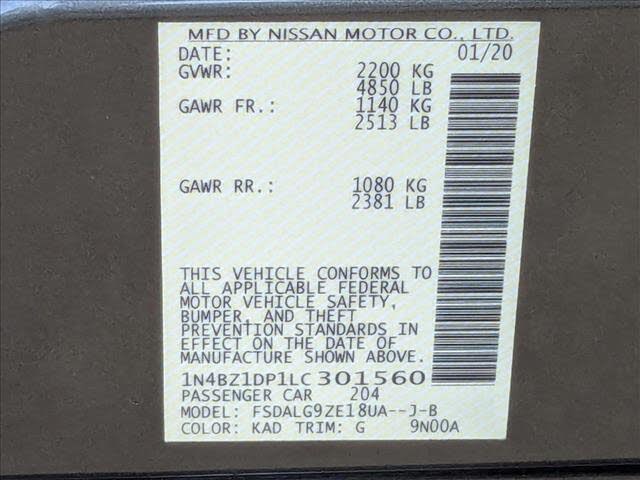 MFD BY NISSAN MOTOR CO., LTD.
DATE: 01/20
GVWR: 2200 KG
4850 LB
GAWR FR.: 1140 KG
2513 LB
GAWR RR.: 1080 KG
2381 LB
THIS VEHICLE CONFORMS TO
ALL APPLICABLE FEDERAL
MOTOR VEHICLE SAFETY,
BUMPER, AND THEFT
PREVENTION STANDARDS IN
EFFECT ON THE DATE OF
MANUFACTURE SHOWN ABOVE.
1N4BZ1DP1LC301560
PASSENGER CAR 204
MODEL: FSDALG9ZE18UA--J-B
COLOR: KAD TRIM: G 9N00A